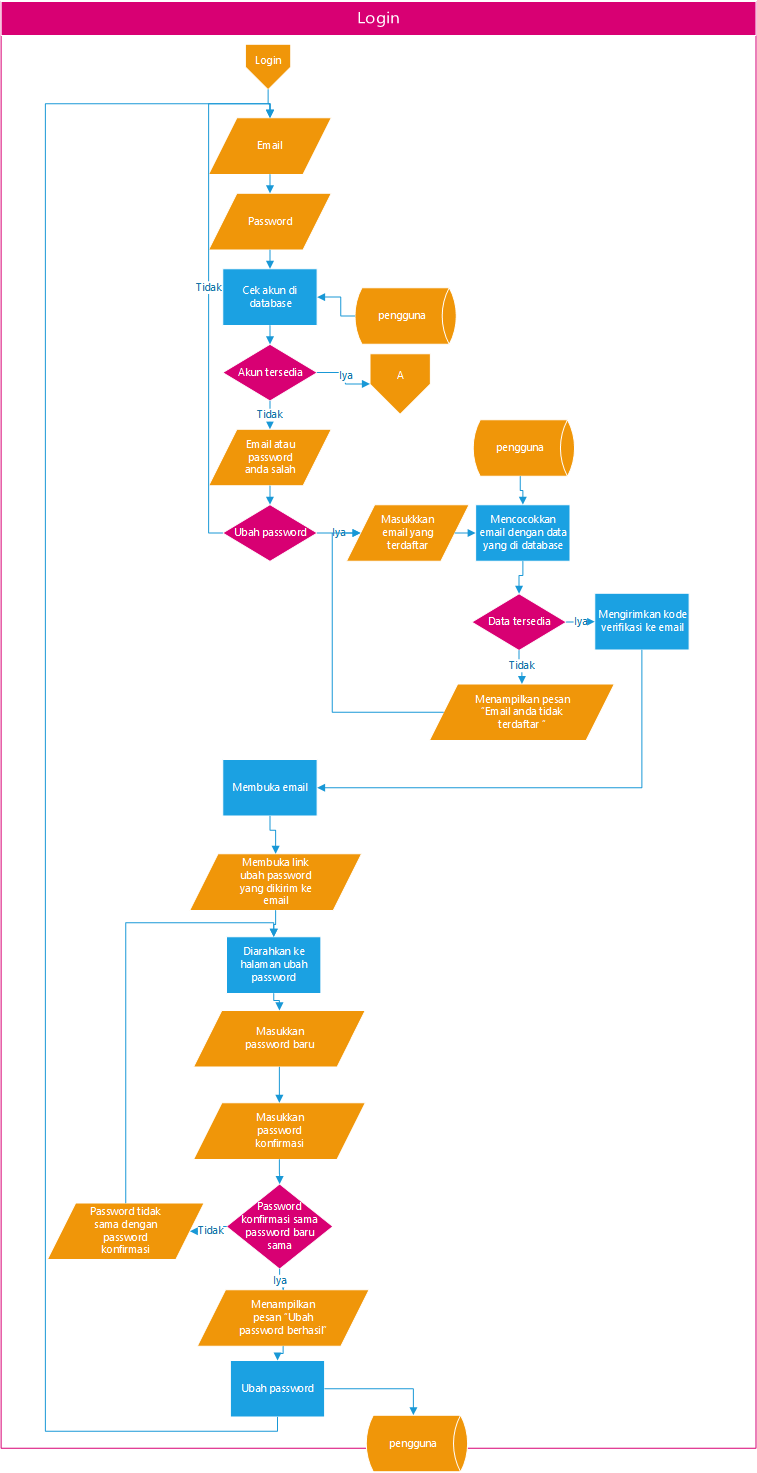 Login
Login
Email
Password
Tidak
Cek akun di
database
pengguna
Akun tersedia
Iya
A
Tidak
Email atau
password
anda salah
pengguna
Ubah password
Iya
Masukkkan
email yang
terdaftar
Mencocokkan
email dengan data
yang di database
Data tersedia
Iya
Mengirimkan kode
verifikasi ke email
Tidak
Menampilkan pesan
"Email anda tidak
terdaftar "
Membuka email
Membuka link
ubah password
yang dikirim ke
email
Diarahkan ke
halaman ubah
password
Masukkan
password baru
Masukkan
password
konfirmasi
Password
konfirmasi sama
password baru
sama
Tidak
Password tidak
sama dengan
password
konfirmasi
Iya
Menampilkan
pesan "Ubah
password berhasil"
Ubah password
pengguna